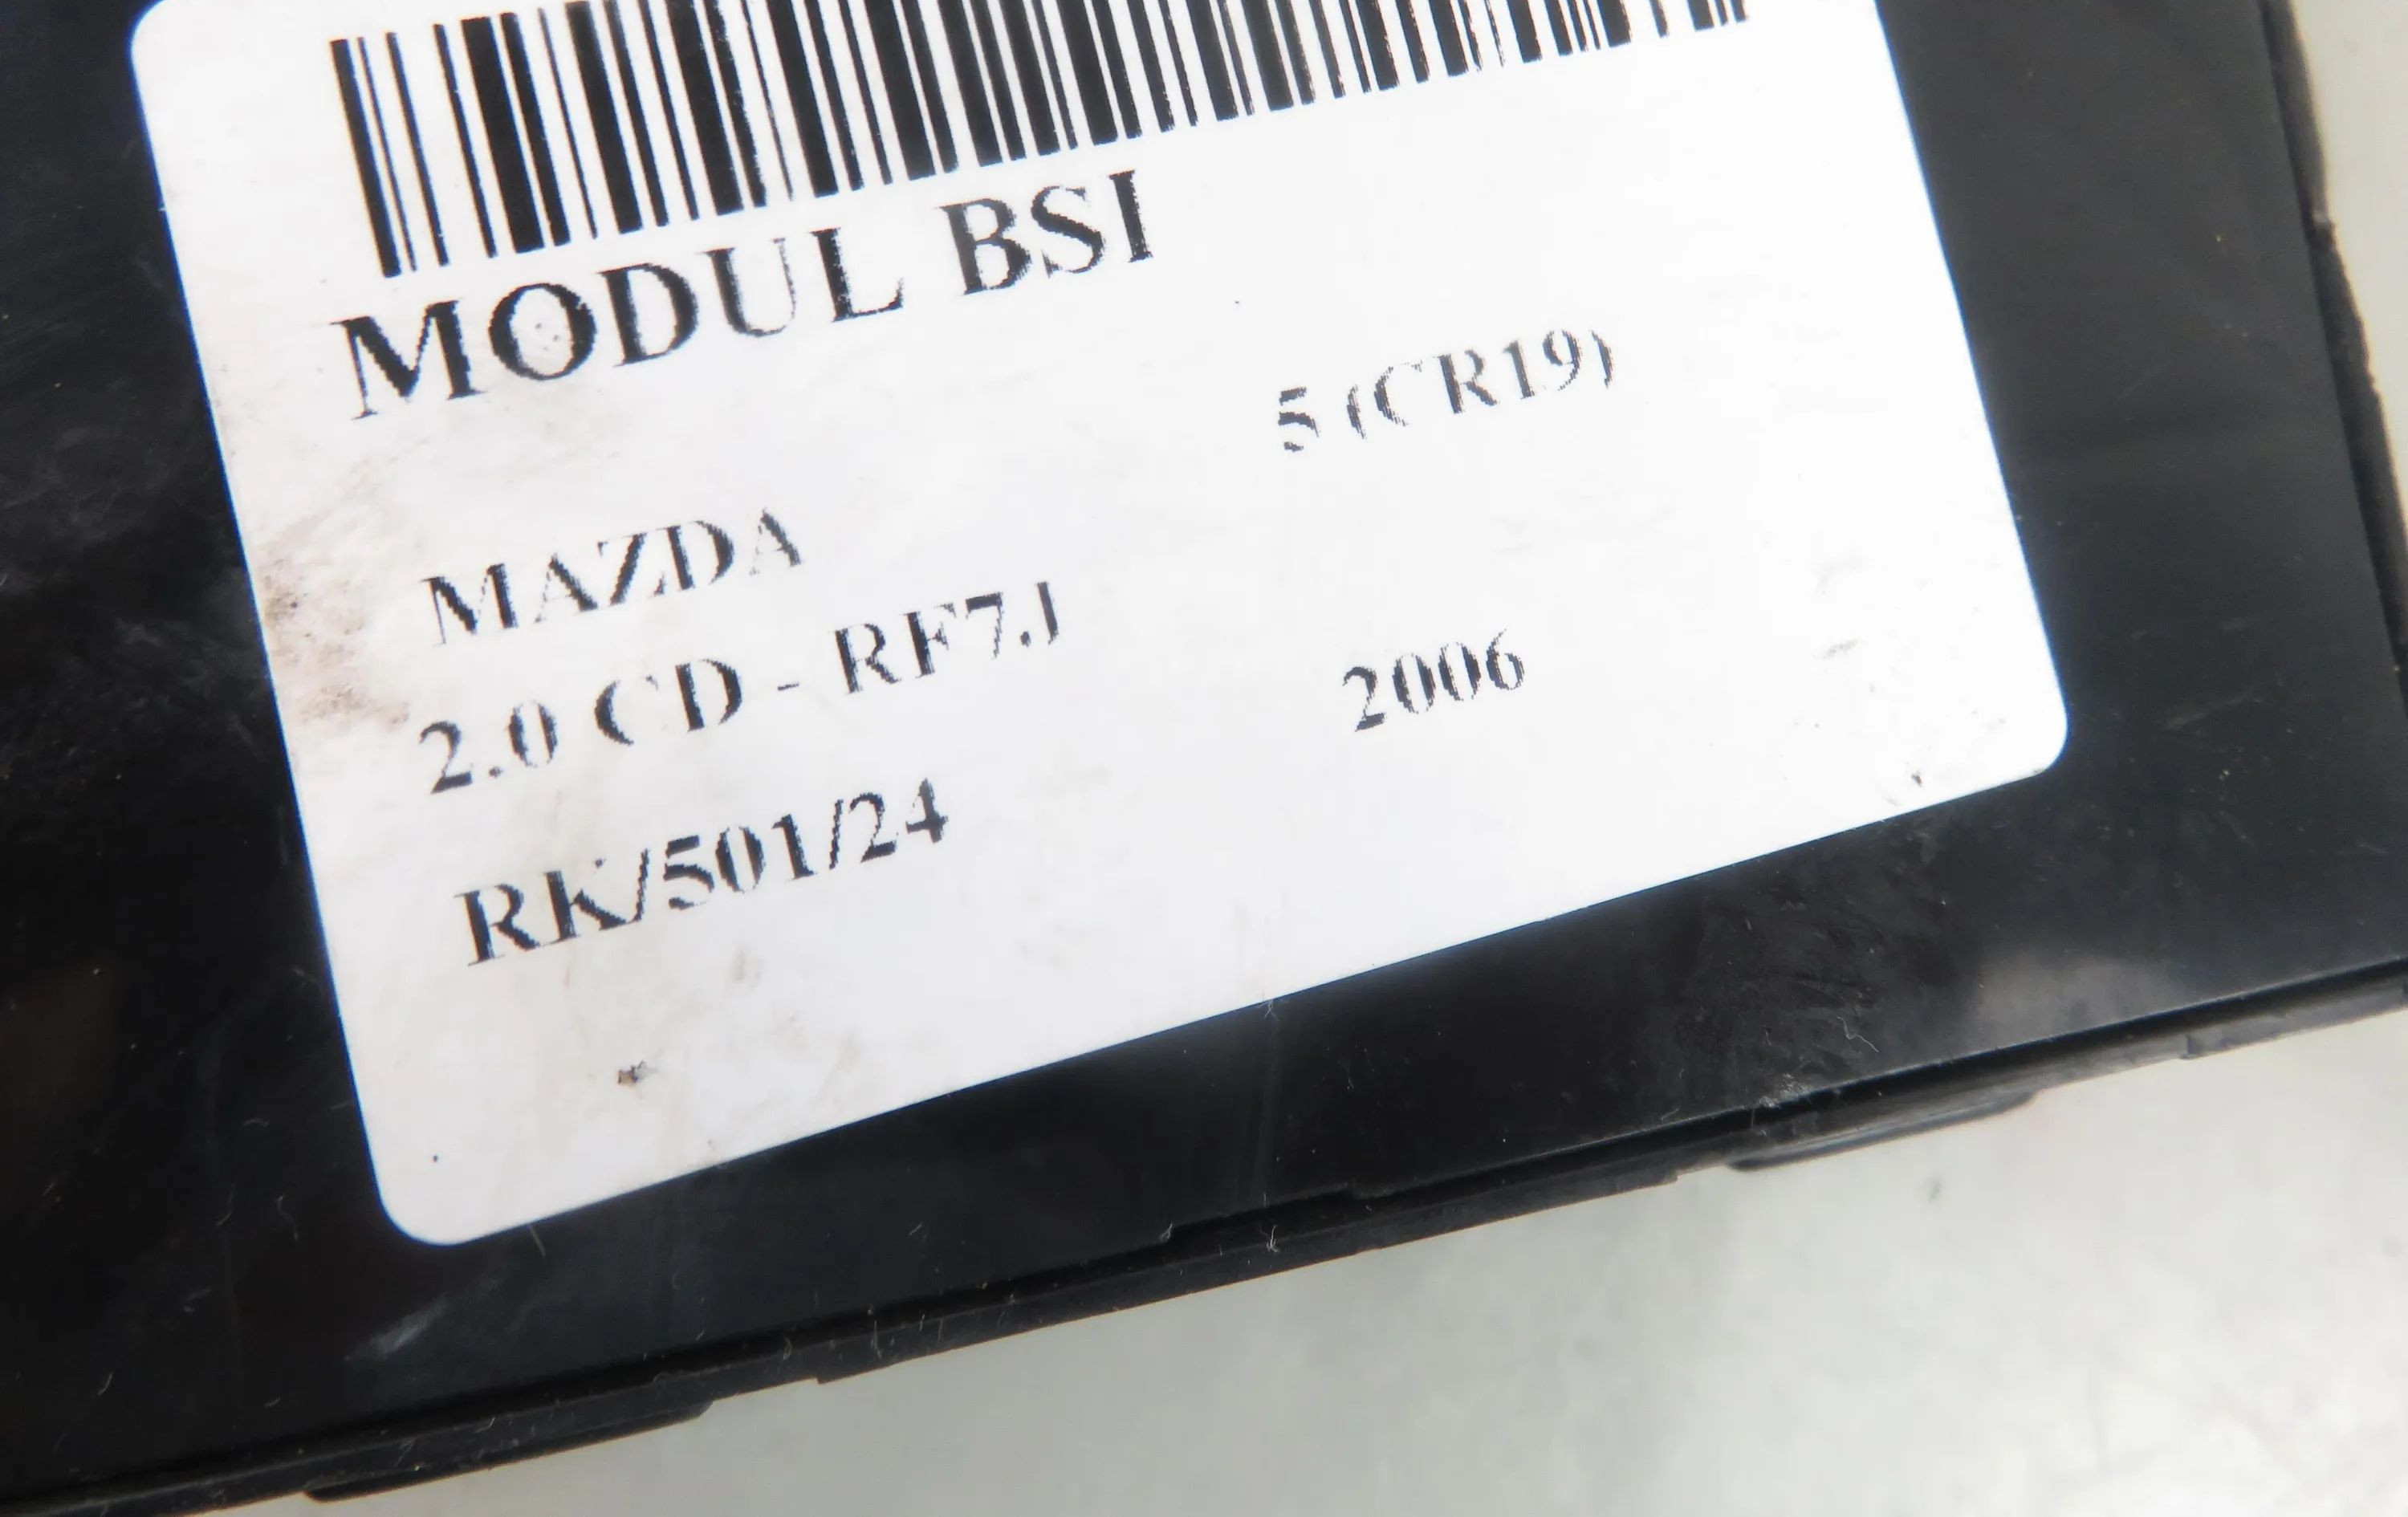 MODUL BSI
MAZDA 5 (CR19)
2.0 CD - RF7J 2006
RK/501/24